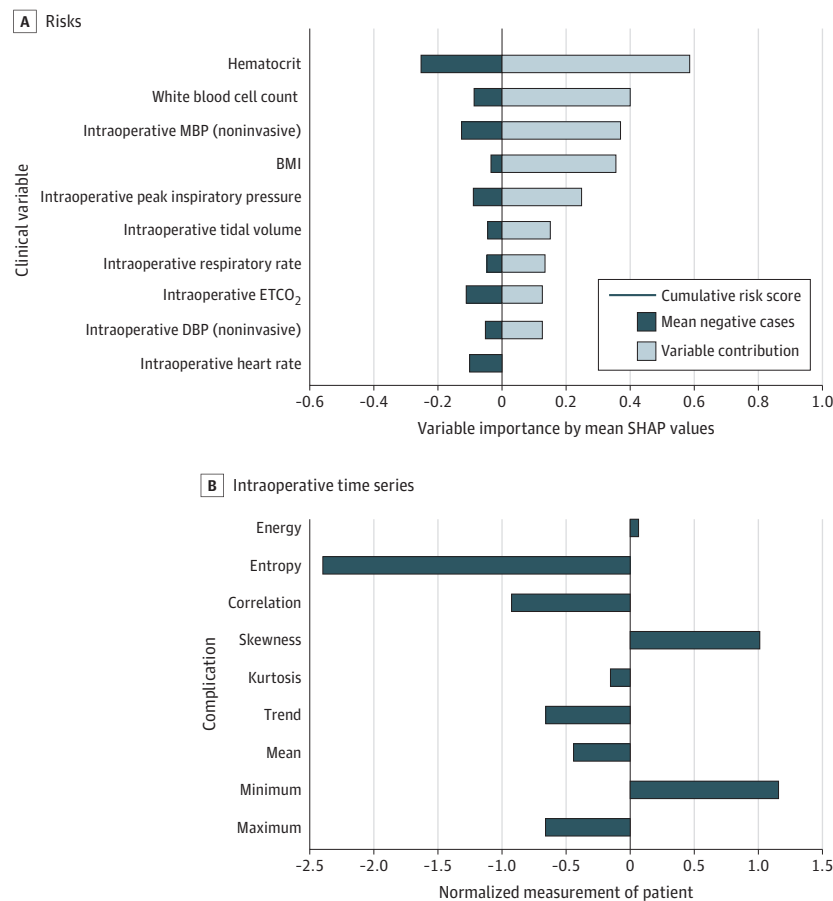 A Risks
Clinical variable
Hematocrit
White blood cell count
Intraoperative MBP (noninvasive)
BMI
Intraoperative peak inspiratory pressure
Intraoperative tidal volume
Intraoperative respiratory rate
Intraoperative ETCO2
Intraoperative DBP (noninvasive)
Intraoperative heart rate
Cumulative risk score
Mean negative cases
Variable contribution
-0.6 -0.4 -0.2 0 0.2 0.4 0.6 0.8 1.0
Variable importance by mean SHAP values
B Intraoperative time series
Complication
Energy
Entropy
Correlation
Skewness
Kurtosis
Trend
Mean
Minimum
Maximum
-2.5 -2.0 -1.5 -1.0 -0.5 0 0.5 1.0 1.5
Normalized measurement of patient